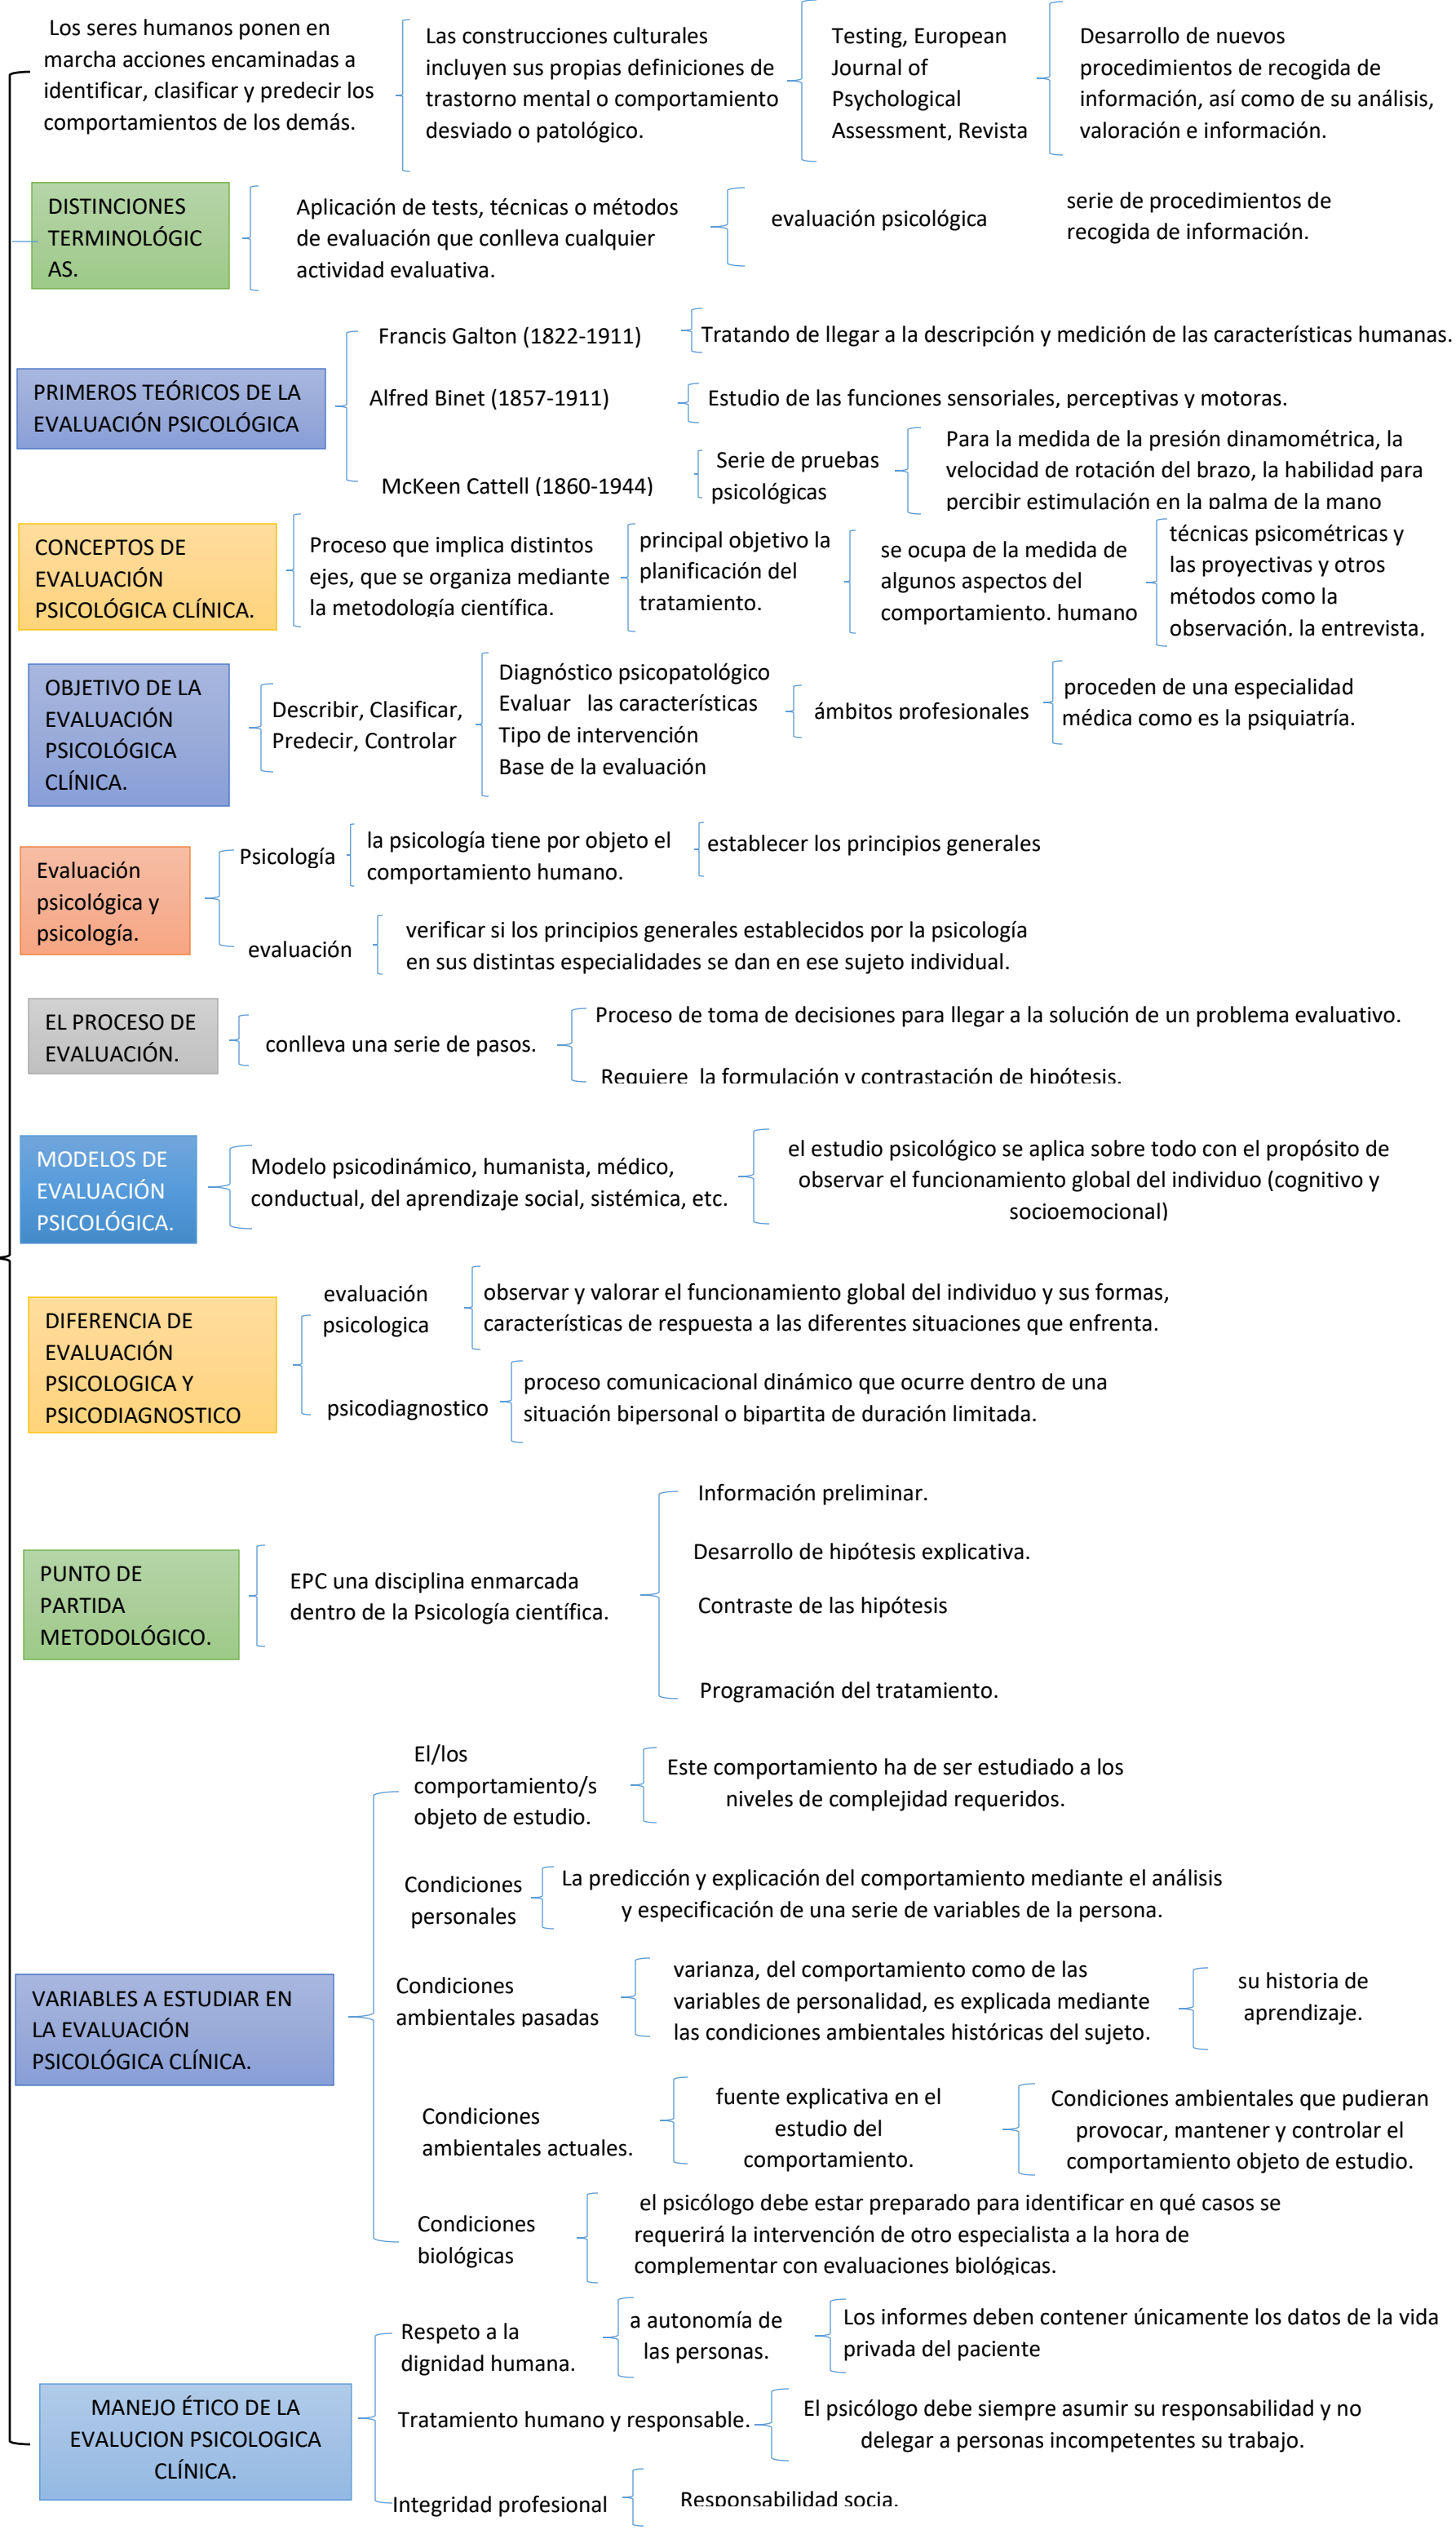 Los seres humanos ponen en
marcha acciones encaminadas a
identificar, clasificar y predecir los
comportamientos de los demás.
Las construcciones culturales
incluyen sus propias definiciones de
trastorno mental o comportamiento
desviado o patológico.
Testing, European
Journal of
Psychological
Assessment, Revista
Desarrollo de nuevos
procedimientos de recogida de
información, así como de su análisis,
valoración e información.
DISTINCIONES
TERMINOLÓGIC
AS.
Aplicación de tests, técnicas o métodos
de evaluación que conlleva cualquier
actividad evaluativa.
evaluación psicológica
serie de procedimientos de
recogida de información.
PRIMEROS TEÓRICOS DE LA
EVALUACIÓN PSICOLÓGICA
Francis Galton (1822-1911)
Tratando de llegar a la descripción y medición de las características humanas.
Alfred Binet (1857-1911)
Estudio de las funciones sensoriales, perceptivas y motoras.
McKeen Cattell (1860-1944)
Serie de pruebas
psicológicas
Para la medida de la presión dinamométrica, la
velocidad de rotación del brazo, la habilidad para
percibir estimulación en la palma de la mano
CONCEPTOS DE
EVALUACIÓN
PSICOLÓGICA CLÍNICA.
Proceso que implica distintos
ejes, que se organiza mediante
la metodología científica.
principal objetivo la
planificación del
tratamiento.
se ocupa de la medida de
algunos aspectos del
comportamiento. humano
técnicas psicométricas y
las proyectivas y otros
métodos como la
observación, la entrevista,
OBJETIVO DE LA
EVALUACIÓN
PSICOLÓGICA
CLÍNICA.
Describir, Clasificar,
Predecir, Controlar
Diagnóstico psicopatológico
Evaluar las características
Tipo de intervención
Base de la evaluación
ámbitos profesionales
proceden de una especialidad
médica como es la psiquiatría.
Evaluación
psicológica y
psicología.
Psicología
la psicología tiene por objeto el
comportamiento humano.
establecer los principios generales
evaluación
verificar si los principios generales establecidos por la psicología
en sus distintas especialidades se dan en ese sujeto individual.
EL PROCESO DE
EVALUACIÓN.
conlleva una serie de pasos.
Proceso de toma de decisiones para llegar a la solución de un problema evaluativo.
Requiere la formulación y contrastación de hipótesis.
MODELOS DE
EVALUACIÓN
PSICOLÓGICA.
Modelo psicodinámico, humanista, médico,
conductual, del aprendizaje social, sistémica, etc.
el estudio psicológico se aplica sobre todo con el propósito de
observar el funcionamiento global del individuo (cognitivo y
socioemocional)
DIFERENCIA DE
EVALUACIÓN
PSICOLOGICA Y
PSICODIAGNOSTICO
evaluación
psicologica
observar y valorar el funcionamiento global del individuo y sus formas,
características de respuesta a las diferentes situaciones que enfrenta.
psicodiagnostico
proceso comunicacional dinámico que ocurre dentro de una
situación bipersonal o bipartita de duración limitada.
PUNTO DE
PARTIDA
METODOLÓGICO.
EPC una disciplina enmarcada
dentro de la Psicología científica.
Información preliminar.
Desarrollo de hipótesis explicativa.
Contraste de las hipótesis
Programación del tratamiento.
VARIABLES A ESTUDIAR EN
LA EVALUACIÓN
PSICOLÓGICA CLÍNICA.
El/los
comportamiento/s
objeto de estudio.
Este comportamiento ha de ser estudiado a los
niveles de complejidad requeridos.
Condiciones
personales
La predicción y explicación del comportamiento mediante el análisis
y especificación de una serie de variables de la persona.
Condiciones
ambientales pasadas
varianza, del comportamiento como de las
variables de personalidad, es explicada mediante
las condiciones ambientales históricas del sujeto.
su historia de
aprendizaje.
Condiciones
ambientales actuales.
fuente explicativa en el
estudio del
comportamiento.
Condiciones ambientales que pudieran
provocar, mantener y controlar el
comportamiento objeto de estudio.
Condiciones
biológicas
el psicólogo debe estar preparado para identificar en qué casos se
requerirá la intervención de otro especialista a la hora de
complementar con evaluaciones biológicas.
MANEJO ÉTICO DE LA
EVALUCION PSICOLOGICA
CLÍNICA.
Respeto a la
dignidad humana.
a autonomía de
las personas.
Los informes deben contener únicamente los datos de la vida
privada del paciente
Tratamiento humano y responsable.
El psicólogo debe siempre asumir su responsabilidad y no
delegar a personas incompetentes su trabajo.
Integridad profesional
Responsabilidad socia.